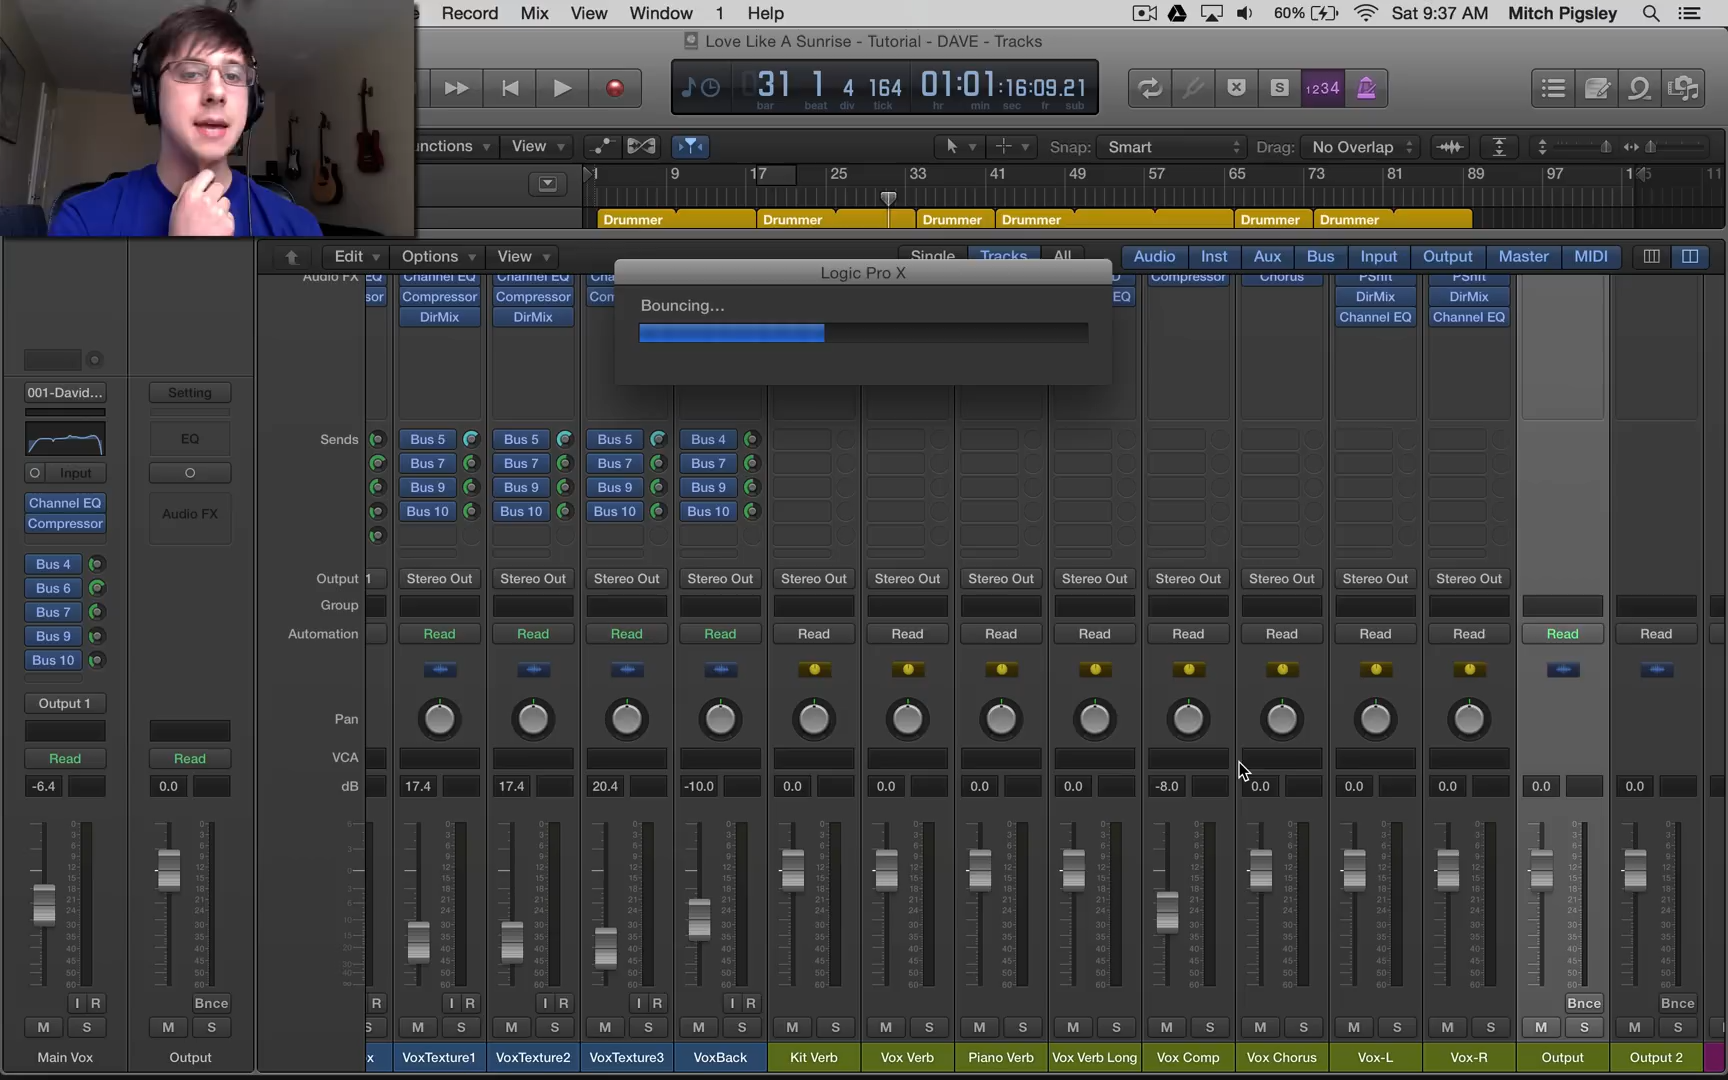 Record Mix View Window 1 Help 60% Sat 9:37 AM Mitch Pigsley
Love Like A Sunrise - Tutorial - DAVE - Tracks
31 1 4 164 01:01:16:09.21
bar beat div tick hr min sec fr sub
S 1234
View Snap: Smart Drag: No Overlap
1 9 17 25 33 41 49 57 65 73 81 89 97
Drummer Drummer Drummer Drummer Drummer Drummer
Edit Options View Single Tracks All Audio Inst Aux Bus Input Output Master MIDI
Logic Pro X
Bouncing...
Audio FX Channel EQ Channel EQ Compressor Chorus PShft PShft
Compressor Compressor EQ DirMix DirMix
DirMix DirMix Channel EQ Channel EQ
001-David... Setting
EQ
Input
Channel EQ Audio FX
Compressor
Sends Bus 5 Bus 5 Bus 5 Bus 4
Bus 7 Bus 7 Bus 7 Bus 7
Bus 9 Bus 9 Bus 9 Bus 9
Bus 10 Bus 10 Bus 10 Bus 10
Bus 4
Bus 6
Bus 7
Bus 9
Bus 10
Output 1 Stereo Out Stereo Out Stereo Out Stereo Out Stereo Out Stereo Out Stereo Out Stereo Out Stereo Out Stereo Out Stereo Out Stereo Out
Group
Automation Read Read Read Read Read Read Read Read Read Read Read Read Read Read
Output 1
Pan
Read Read VCA
-6.4 0.0 dB 17.4 17.4 20.4 -10.0 0.0 0.0 0.0 0.0 -8.0 0.0 0.0 0.0 0.0 0.0
I R Bnce R I R I R I R I R Bnce Bnce
M S M S S M S M S M S M S M S M S M S M S M S M S M S M S M S M S
Main Vox Output x VoxTexture1 VoxTexture2 VoxTexture3 VoxBack Kit Verb Vox Verb Piano Verb Vox Verb Long Vox Comp Vox Chorus Vox-L Vox-R Output Output 2